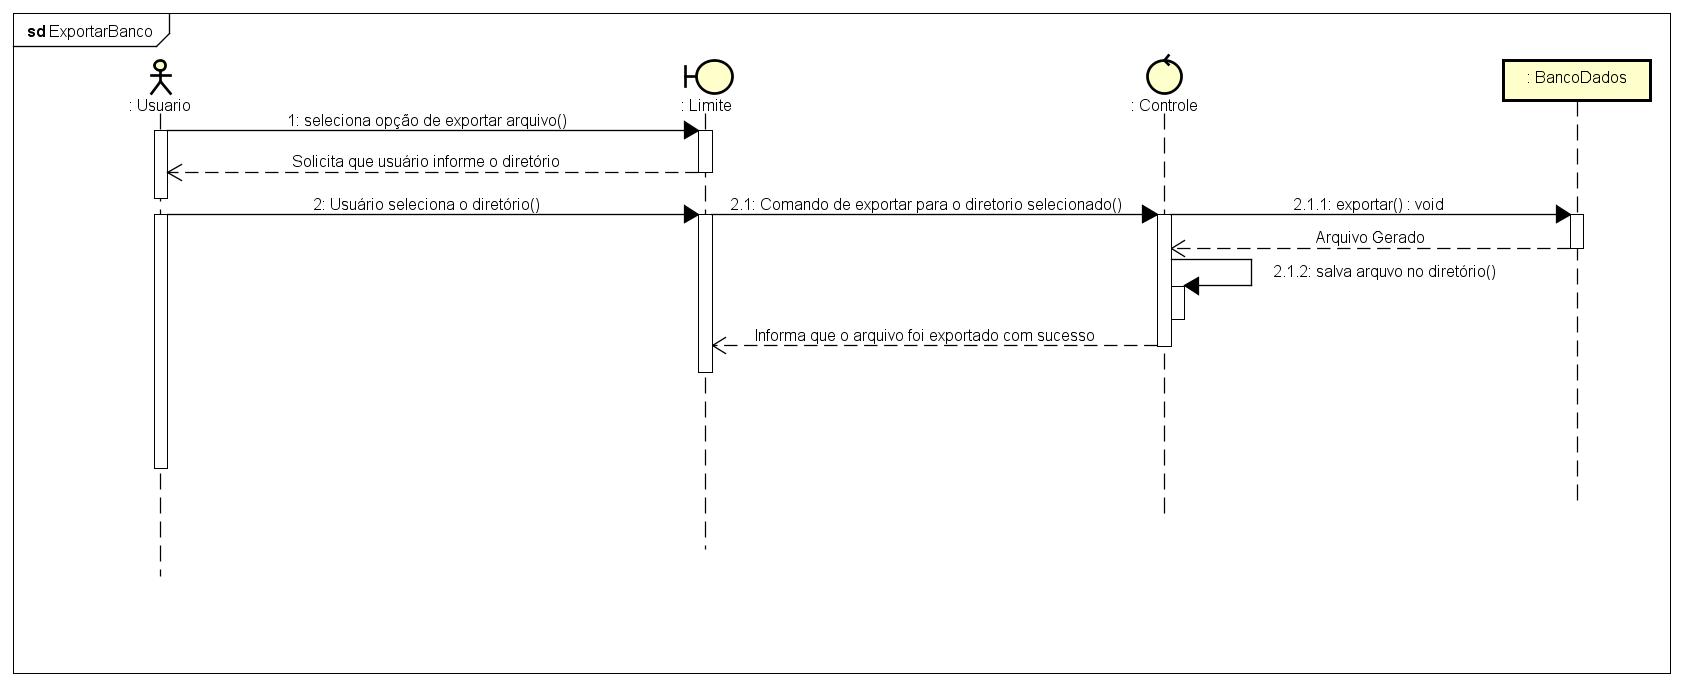 sd ExportarBanco
: Usuario
: Limite
: Controle
: BancoDados
1: seleciona opção de exportar arquivo()
Solicita que usuário informe o diretório
2: Usuário seleciona o diretório()
2.1: Comando de exportar para o diretorio selecionado()
2.1.1: exportar() : void
Arquivo Gerado
2.1.2: salva arquvo no diretório()
Informa que o arquivo foi exportado com sucesso